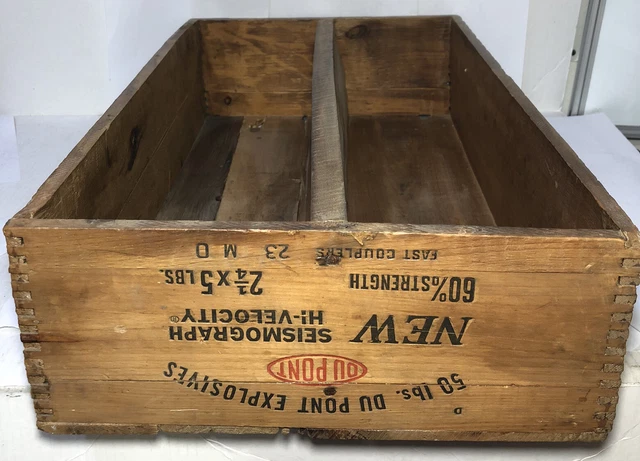 50 lbs. DU PONT EXPLOSIVES
DU PONT
NEW SEISMOGRAPH
HI-VELOCITY®
60% STRENGTH 2¼ X 5 LBS.
FAST COUPLERS 23 M O